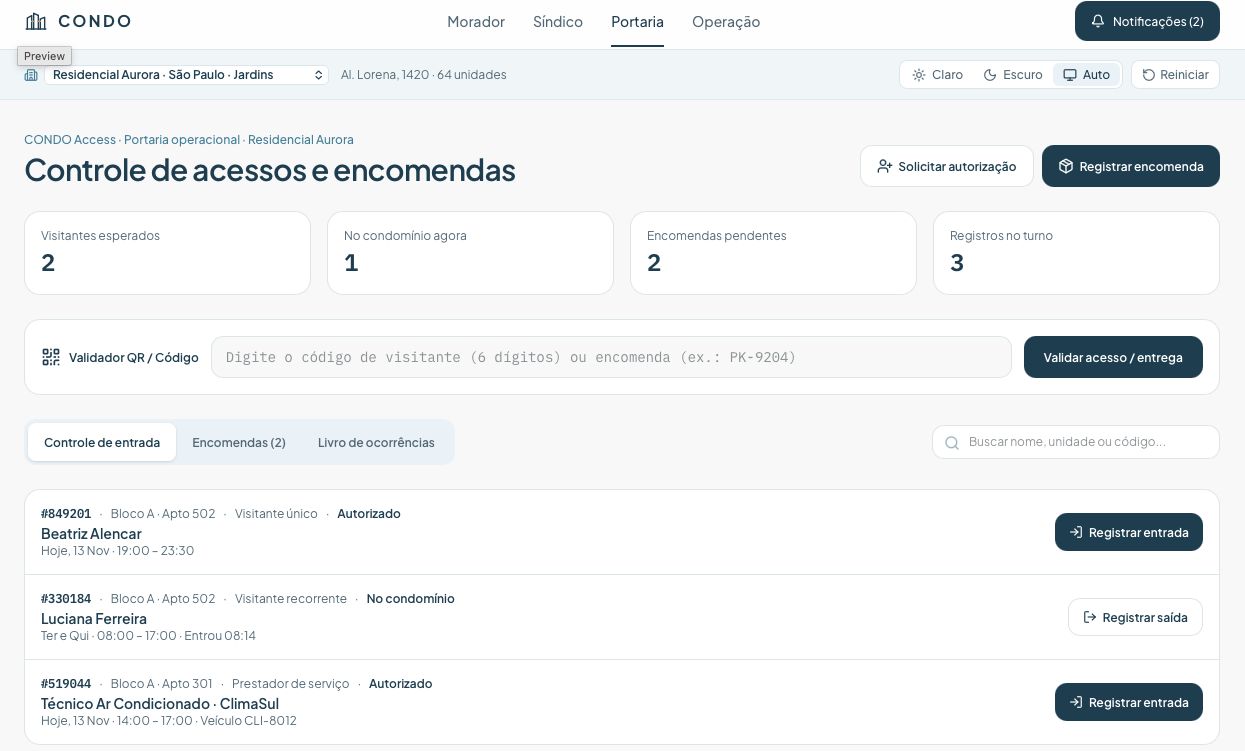 CONDO
Morador
Síndico
Portaria
Operação
Notificações (2)
Preview
Residencial Aurora · São Paulo · Jardins
Al. Lorena, 1420 · 64 unidades
Claro
Escuro
Auto
Reiniciar
CONDO Access · Portaria operacional · Residencial Aurora
Controle de acessos e encomendas
Solicitar autorização
Registrar encomenda
Visitantes esperados
2
No condomínio agora
1
Encomendas pendentes
2
Registros no turno
3
Validador QR / Código
Digite o código de visitante (6 dígitos) ou encomenda (ex.: PK-9204)
Validar acesso / entrega
Controle de entrada
Encomendas (2)
Livro de ocorrências
Buscar nome, unidade ou código...
#849201 · Bloco A · Apto 502 · Visitante único · Autorizado
Beatriz Alencar
Hoje, 13 Nov · 19:00 – 23:30
Registrar entrada
#330184 · Bloco A · Apto 502 · Visitante recorrente · No condomínio
Luciana Ferreira
Ter e Qui · 08:00 – 17:00 · Entrou 08:14
Registrar saída
#519044 · Bloco A · Apto 301 · Prestador de serviço · Autorizado
Técnico Ar Condicionado · ClimaSul
Hoje, 13 Nov · 14:00 – 17:00 · Veículo CLI-8012
Registrar entrada